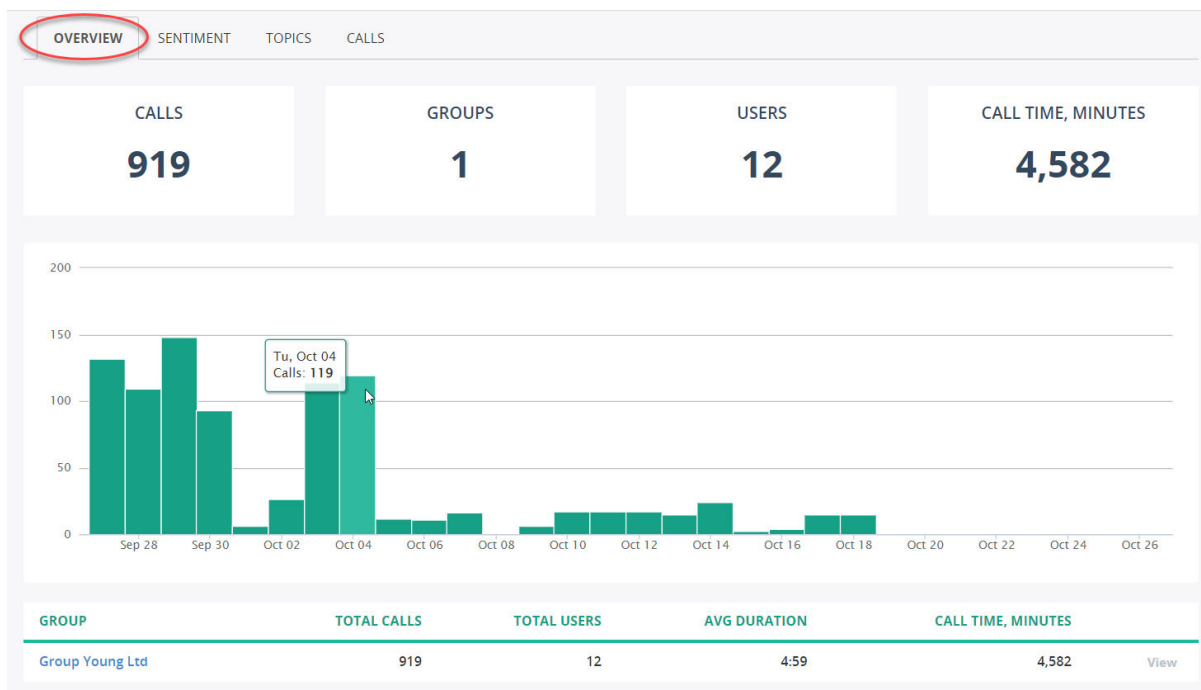 OVERVIEW SENTIMENT TOPICS CALLS
CALLS GROUPS USERS CALL TIME, MINUTES
919 1 12 4,582
200
150
Tu, Oct 04
Calls: 119
100
50
0
Sep 28 Sep 30 Oct 02 Oct 04 Oct 06 Oct 08 Oct 10 Oct 12 Oct 14 Oct 16 Oct 18 Oct 20 Oct 22 Oct 24 Oct 26
GROUP TOTAL CALLS TOTAL USERS AVG DURATION CALL TIME, MINUTES
Group Young Ltd 919 12 4:59 4,582 View